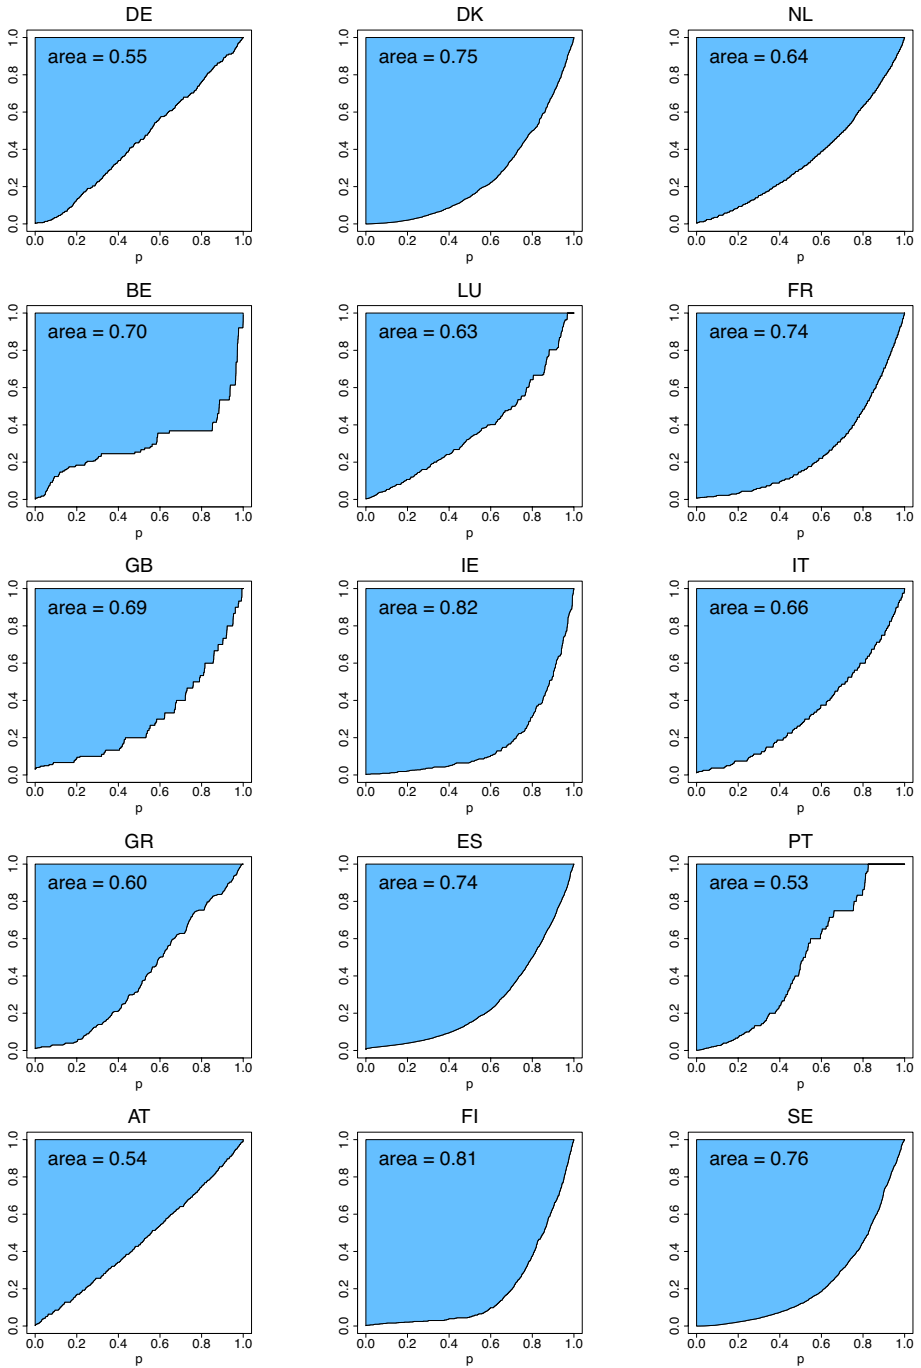 DE DK NL
area = 0.55 area = 0.75 area = 0.64
0.0 0.2 0.4 0.6 0.8 1.0 0.0 0.2 0.4 0.6 0.8 1.0 0.0 0.2 0.4 0.6 0.8 1.0
0.0 0.2 0.4 0.6 0.8 1.0 0.0 0.2 0.4 0.6 0.8 1.0 0.0 0.2 0.4 0.6 0.8 1.0
p p p
BE LU FR
area = 0.70 area = 0.63 area = 0.74
0.0 0.2 0.4 0.6 0.8 1.0 0.0 0.2 0.4 0.6 0.8 1.0 0.0 0.2 0.4 0.6 0.8 1.0
0.0 0.2 0.4 0.6 0.8 1.0 0.0 0.2 0.4 0.6 0.8 1.0 0.0 0.2 0.4 0.6 0.8 1.0
p p p
GB IE IT
area = 0.69 area = 0.82 area = 0.66
0.0 0.2 0.4 0.6 0.8 1.0 0.0 0.2 0.4 0.6 0.8 1.0 0.0 0.2 0.4 0.6 0.8 1.0
0.0 0.2 0.4 0.6 0.8 1.0 0.0 0.2 0.4 0.6 0.8 1.0 0.0 0.2 0.4 0.6 0.8 1.0
p p p
GR ES PT
area = 0.60 area = 0.74 area = 0.53
0.0 0.2 0.4 0.6 0.8 1.0 0.0 0.2 0.4 0.6 0.8 1.0 0.0 0.2 0.4 0.6 0.8 1.0
0.0 0.2 0.4 0.6 0.8 1.0 0.0 0.2 0.4 0.6 0.8 1.0 0.0 0.2 0.4 0.6 0.8 1.0
p p p
AT FI SE
area = 0.54 area = 0.81 area = 0.76
0.0 0.2 0.4 0.6 0.8 1.0 0.0 0.2 0.4 0.6 0.8 1.0 0.0 0.2 0.4 0.6 0.8 1.0
0.0 0.2 0.4 0.6 0.8 1.0 0.0 0.2 0.4 0.6 0.8 1.0 0.0 0.2 0.4 0.6 0.8 1.0
p p p